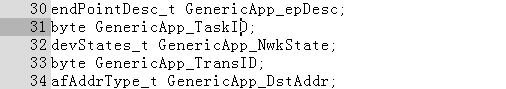 30 endPointDesc_t GenericApp_epDesc;
31 byte GenericApp_TaskID;
32 devStates_t GenericApp_NwkState;
33 byte GenericApp_TransID;
34 afAddrType_t GenericApp_DstAddr;